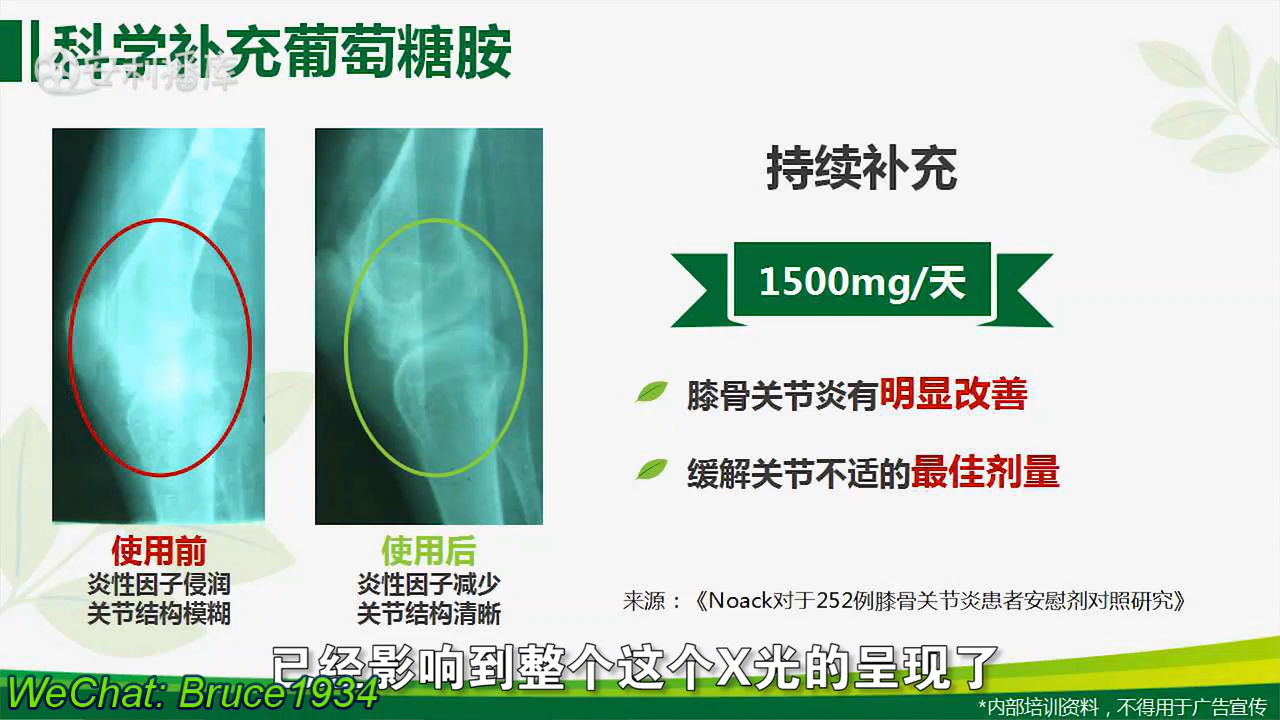 科学补充葡萄糖胺
安利播库
持续补充
1500mg/天
膝骨关节炎有明显改善
缓解关节不适的最佳剂量
使用前
炎性因子侵润
关节结构模糊
使用后
炎性因子减少
关节结构清晰
来源：《Noack对于252例膝骨关节炎患者安慰剂对照研究》
已经影响到整个这个X光的呈现了
WeChat: Bruce1934
*内部培训资料，不得用于广告宣传